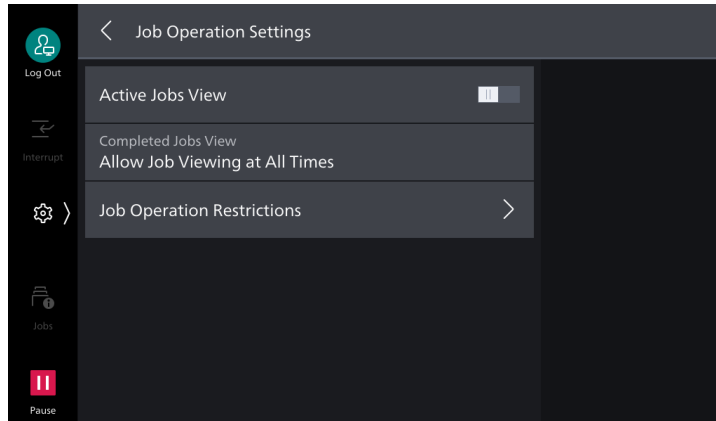 Job Operation Settings
Log Out
Active Jobs View
Completed Jobs View
Allow Job Viewing at All Times
Interrupt
Job Operation Restrictions
Jobs
Pause